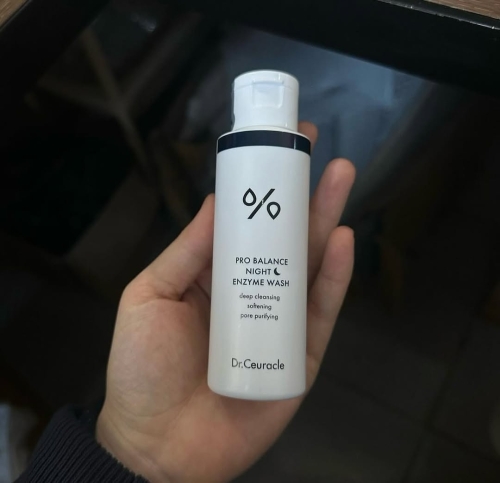 PRO BALANCE
NIGHT
ENZYME WASH
deep cleansing
softening
pore purifying
Dr.Ceuracle